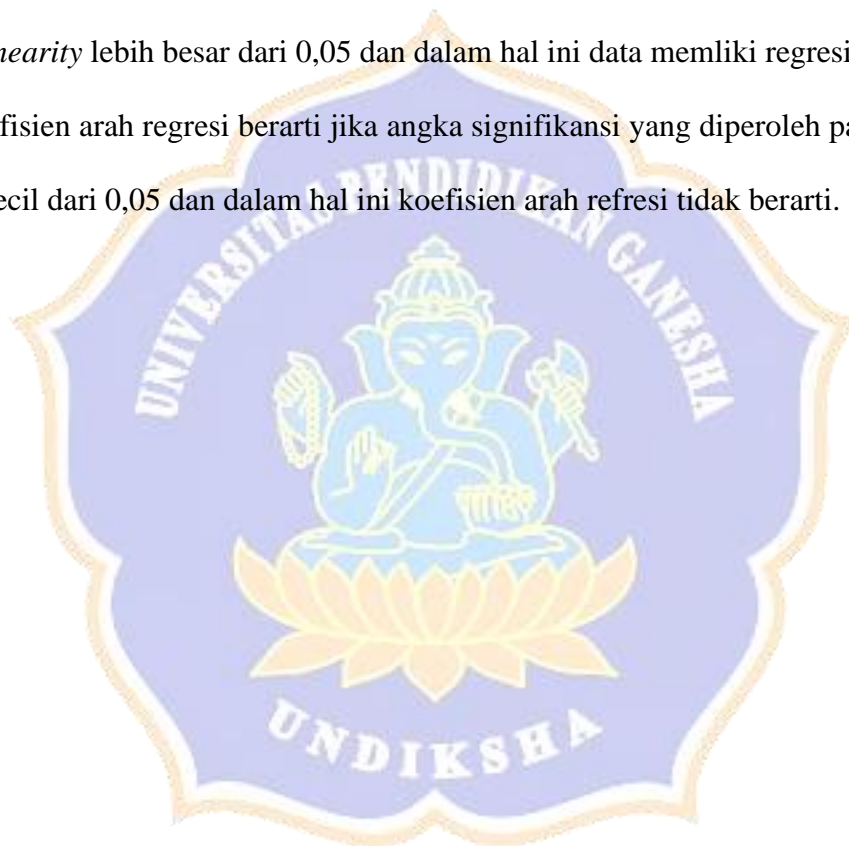 nearity lebih besar dari 0,05 dan dalam hal ini data memliki regresi
fisien arah regresi berarti jika angka signifikansi yang diperoleh pa
ecil dari 0,05 dan dalam hal ini koefisien arah refresi tidak berarti.
UNIVERSITAS PENDIDIKAN GANESHA
UNDIKSHA